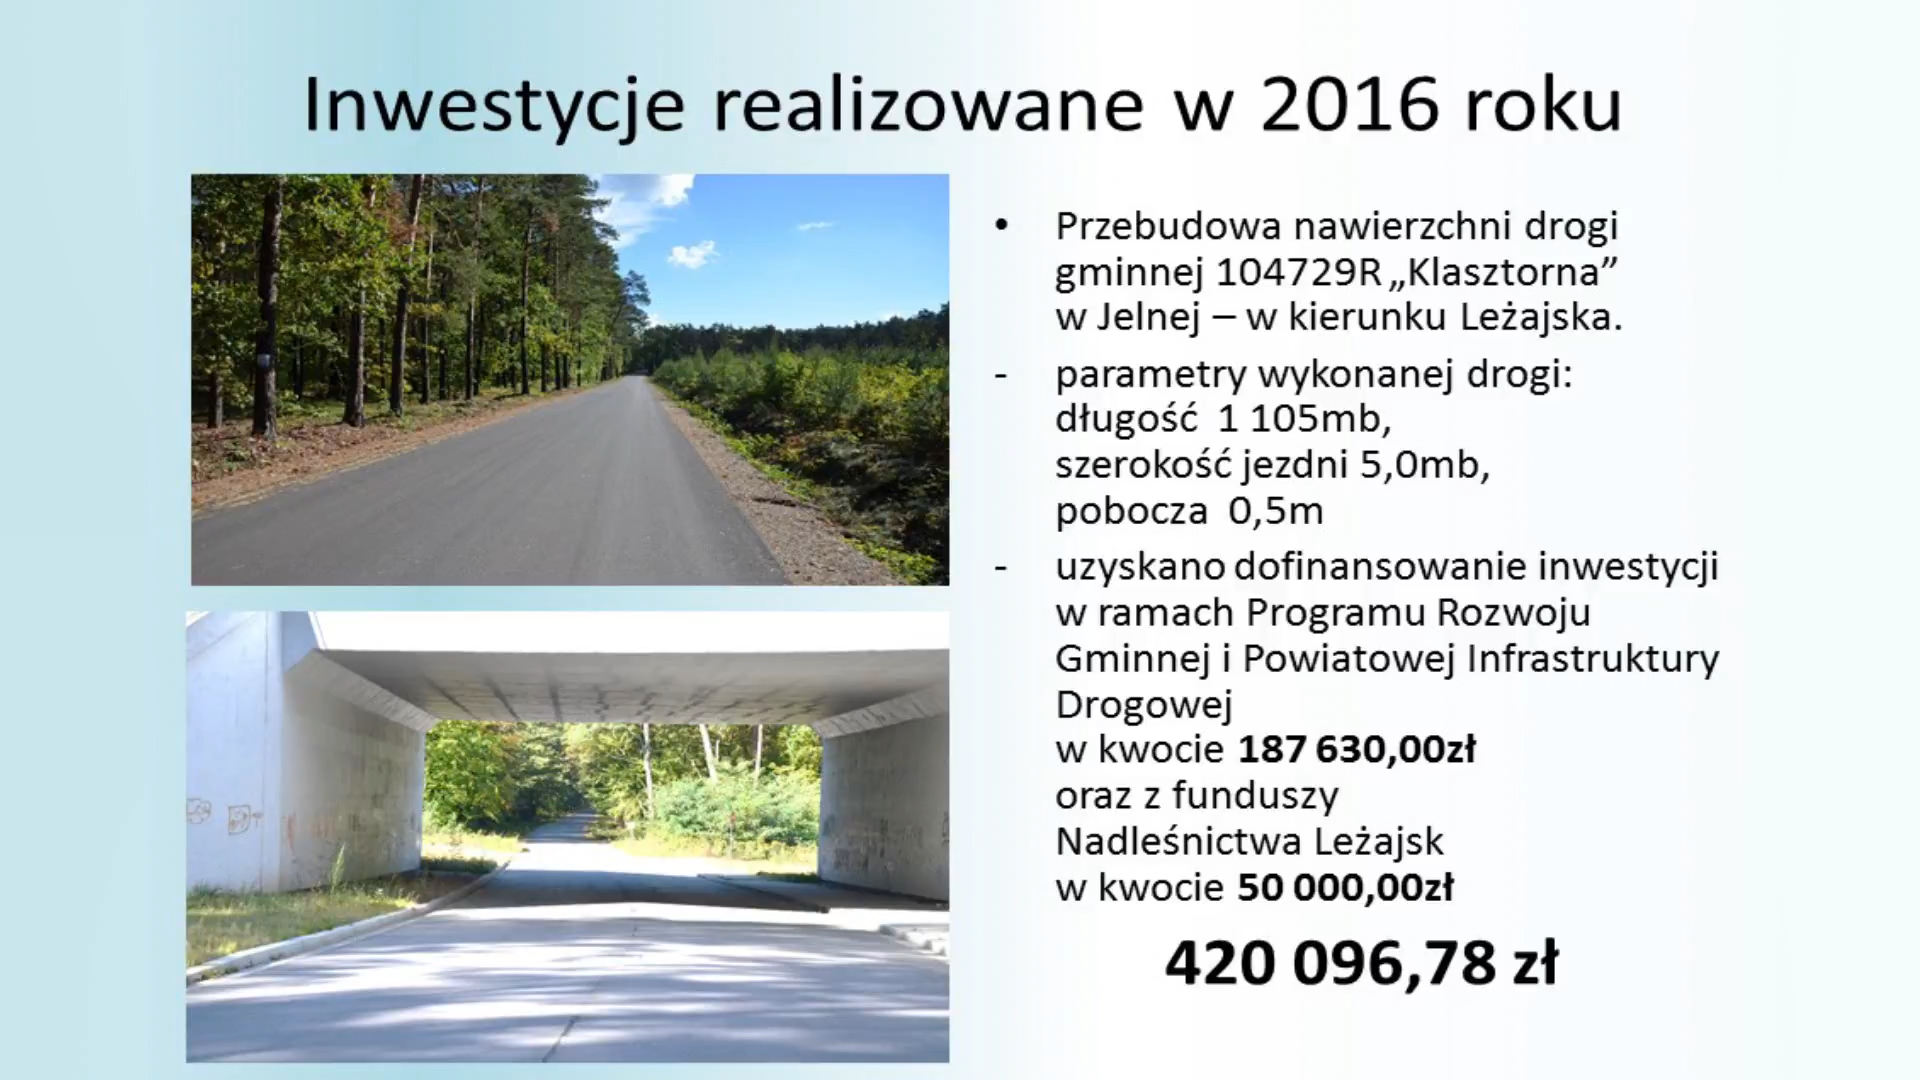 Inwestycje realizowane w 2016 roku
• Przebudowa nawierzchni drogi
gminnej 104729R „Klasztorna”
w Jelnej – w kierunku Leżajska.
- parametry wykonanej drogi:
długość 1 105mb,
szerokość jezdni 5,0mb,
pobocza 0,5m
- uzyskano dofinansowanie inwestycji
w ramach Programu Rozwoju
Gminnej i Powiatowej Infrastruktury
Drogowej
w kwocie 187 630,00zł
oraz z funduszy
Nadleśnictwa Leżajsk
w kwocie 50 000,00zł
420 096,78 zł